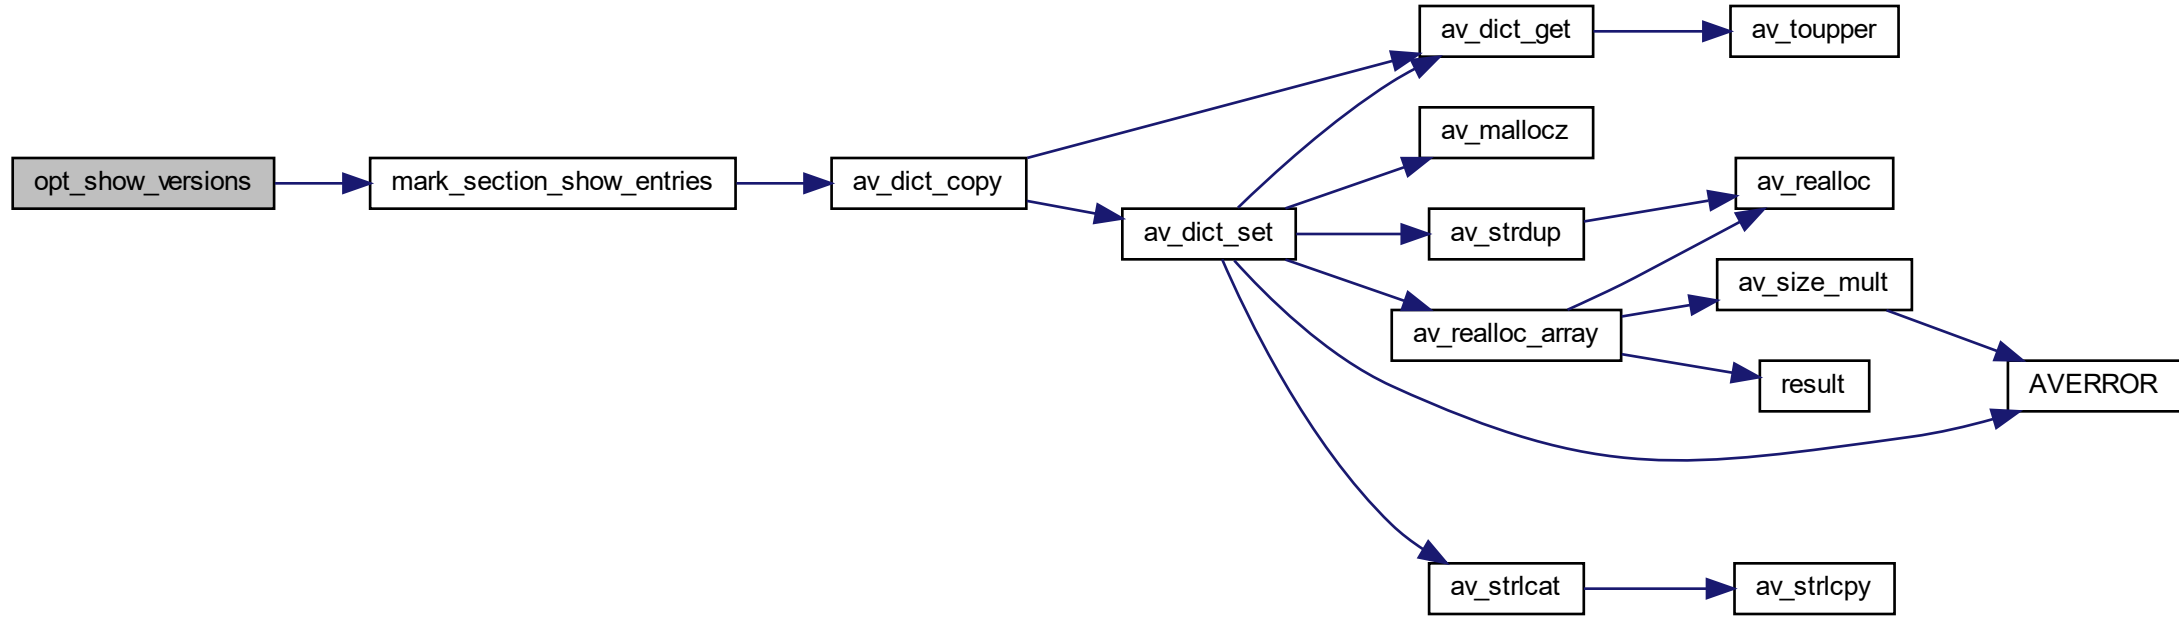 av_dict_get
av_toupper
av_mallocz
opt_show_versions
mark_section_show_entries
av_dict_copy
av_realloc
av_dict_set
av_strdup
av_size_mult
av_realloc_array
result
AVERROR
av_strlcat
av_strlcpy